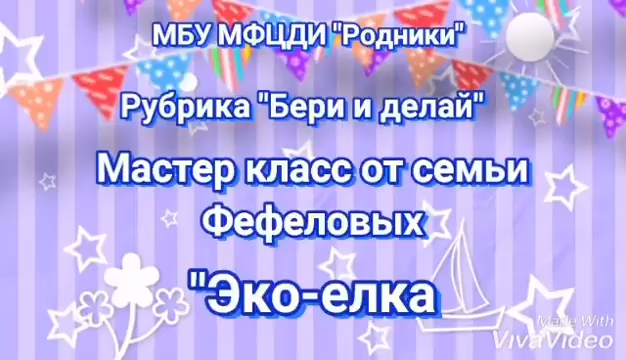 МБУ МФЦДИ "Родники"
Рубрика "Бери и делай"
Мастер класс от семьи
Фефеловых
"Эко-елка
Made With
VivaVideo